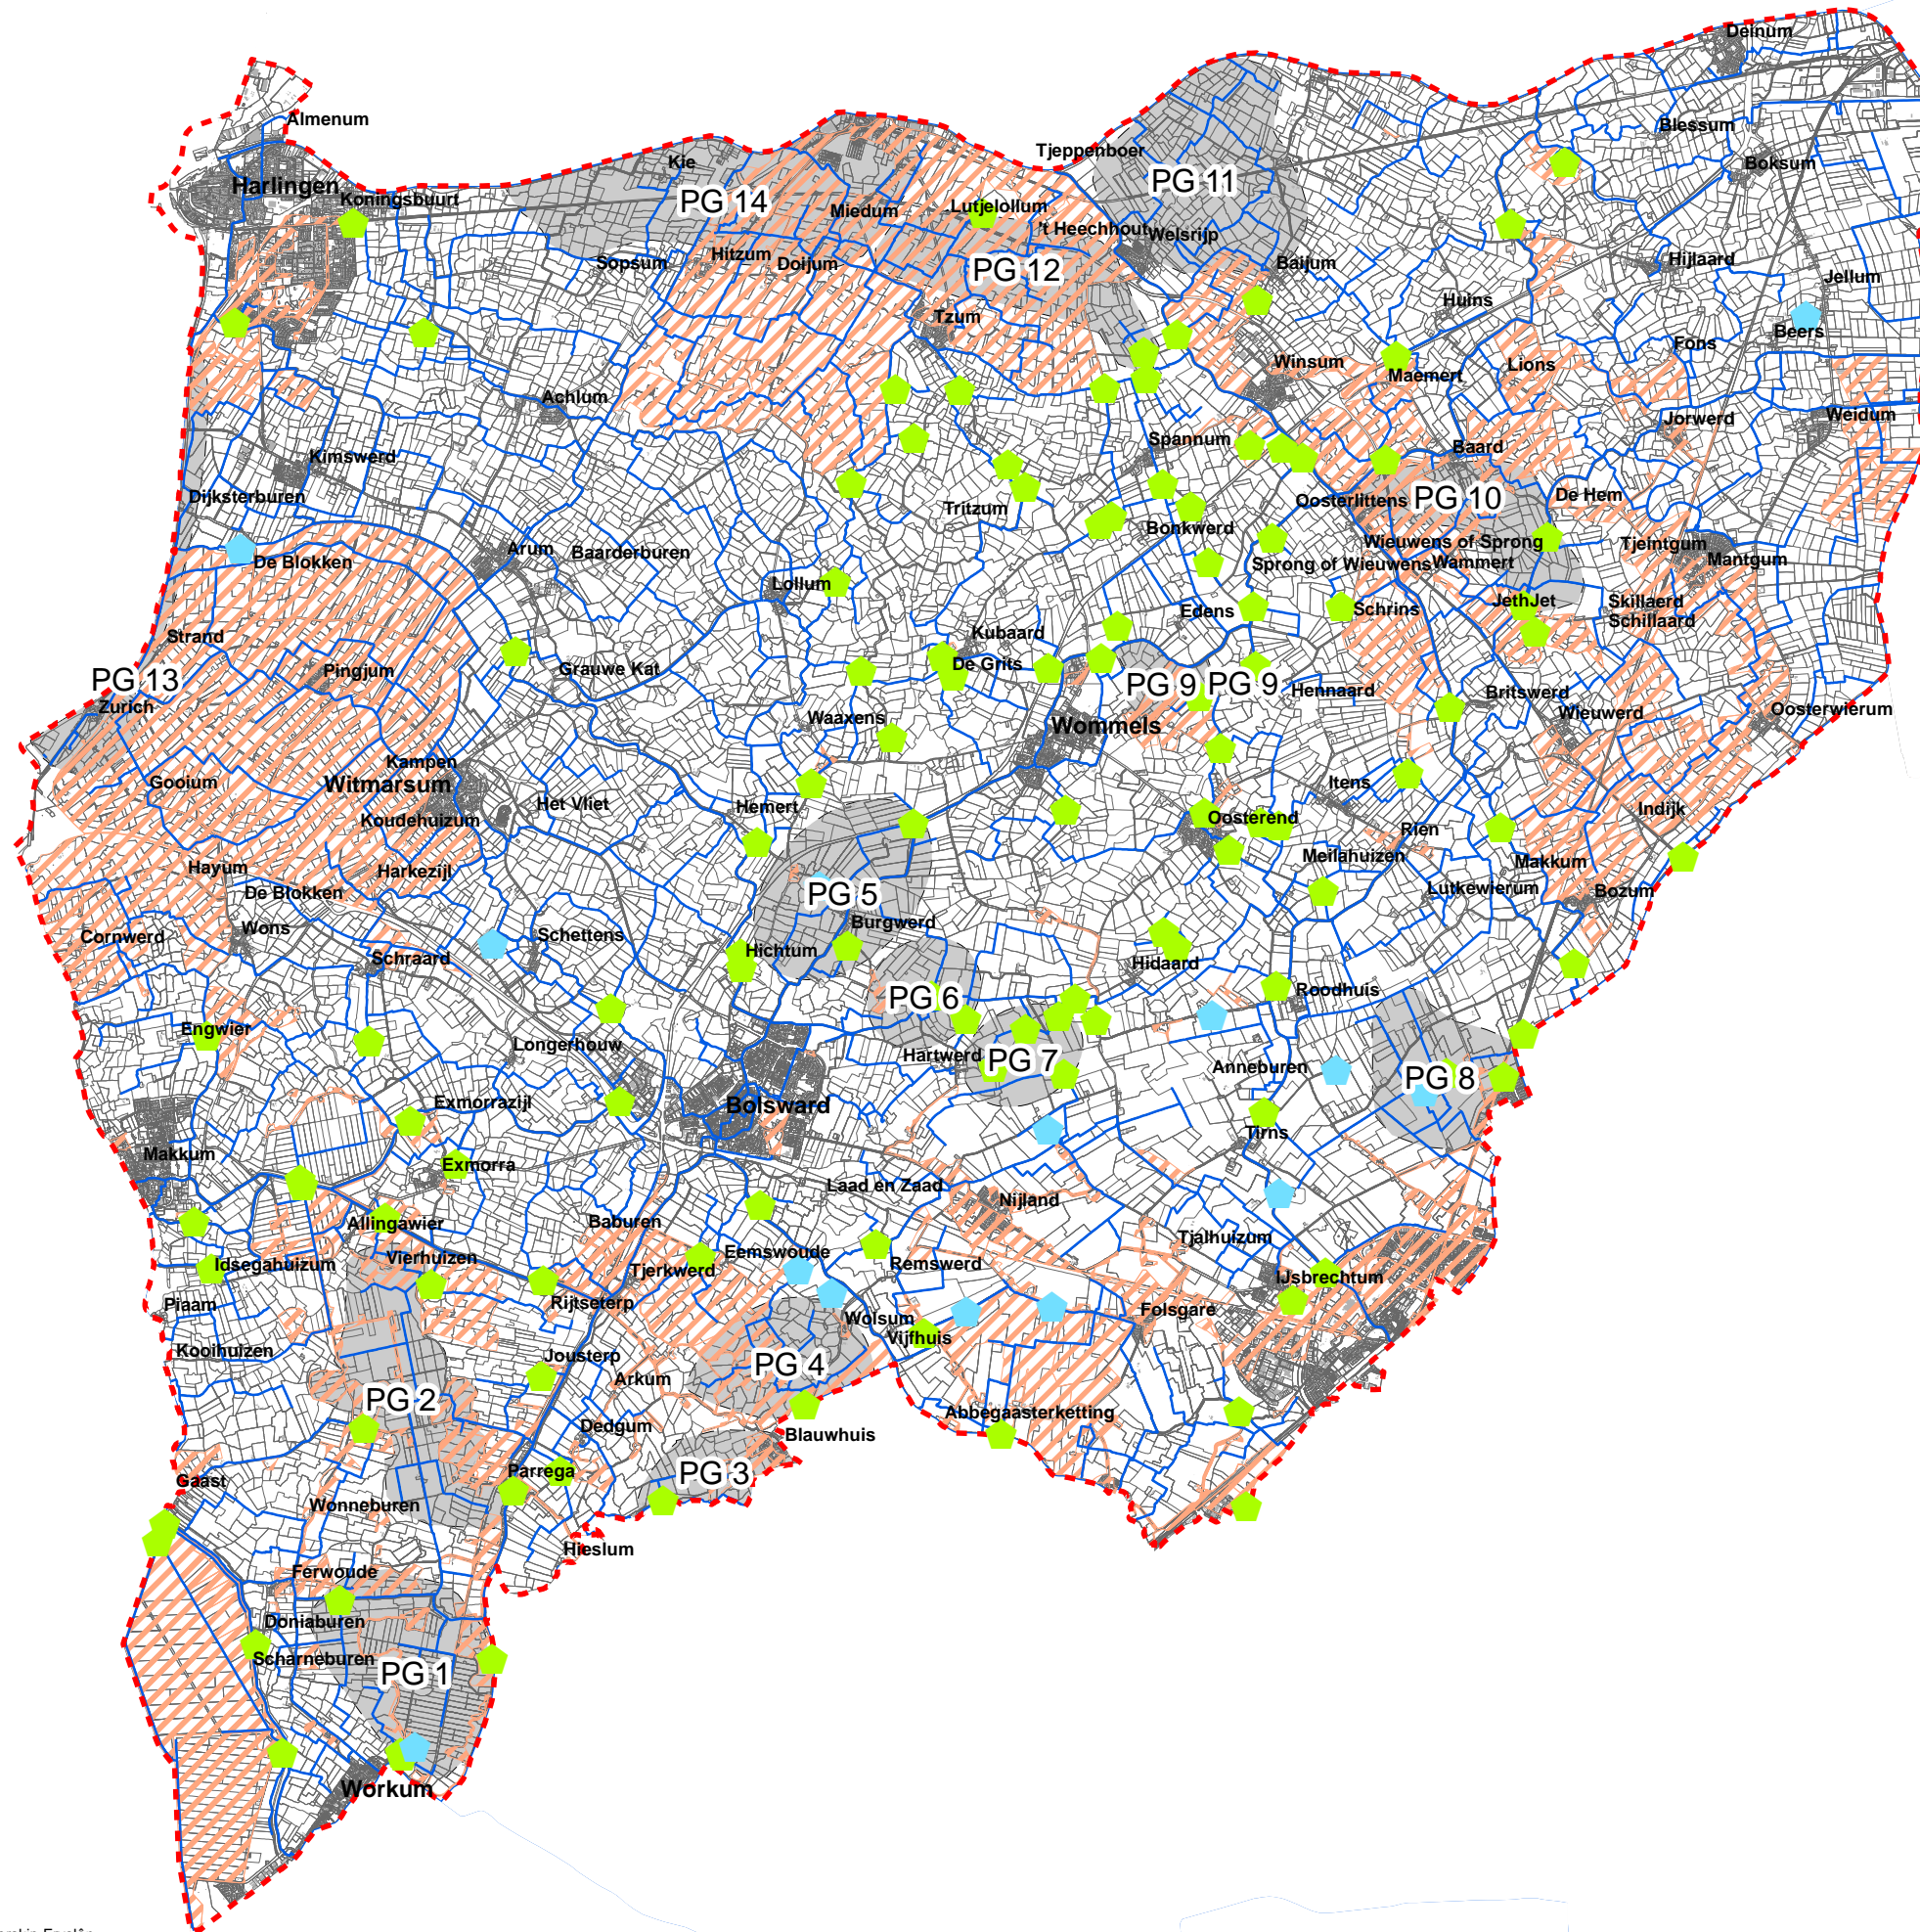 Deinum
Almenum
Blessum
Tjeppenboer
Kie
Boksum
PG 11
Harlingen
Koningsburt
PG 14
Miedum
Lutjelollum
't Heechhout
Welsrijp
Hitzum
Doijum
Sopsum
PG 12
Baijum
Hijlaard
Jellum
Huins
Tzum
Beers
Fons
Winsum
Lions
Maemert
Achlum
Weidum
Jorwerd
Spannum
Baard
Kimswerd
Dijksterburen
Oosterlittens
PG 10
De Hem
Tritzum
Bonkwerd
Wieuwens of Sprong
Tjeintgum
Arum
Baarderburen
Mantgum
De Blokken
Sprong of Wieuwens
Wammert
Lollum
JethJet
Skillaerd
Edens
Schrins
Schillaard
Strand
Kubaard
Pingjum
Grauwe Kat
De Grits
PG 13
PG 9
PG 9
Hennaard
Britswerd
Zurich
Waaxens
Wommels
Wieuwerd
Oosterwierum
Kampen
Gooium
Witmarsum
Itens
Het Vliet
Hemert
Indijk
Koudehuizum
Oosterend
Rien
Meilahuizen
Makkum
Hayum
Harkezijl
De Blokken
PG 5
Lutkewierum
Bozum
Burgwerd
Wons
Cornwerd
Schettens
Hichtum
Schraard
Hidaard
PG 6
Roodhuis
Engwier
Longerhouw
Hartwerd
PG 7
Anneburen
PG 8
Exmorrazijl
Bolsward
Tirns
Makkum
Exmorra
Laad en Zaad
Nijland
Allingawier
Baburen
Tjalhuizum
Eemswoude
Vierhuizen
Idsegahuizum
Tjerkwerd
Remswerd
IJsbrechtum
Piaam
Rijtseterp
Folsgare
Wolsum
Vijfhuis
Kooihuizen
Jousterp
PG 4
Arkum
PG 2
Abbegaasterketting
Dedgum
Blauwhuis
Parrega
PG 3
Gaast
Wonneburen
Hieslum
Ferwoude
Doniaburen
Scharneburen
PG 1
Workum